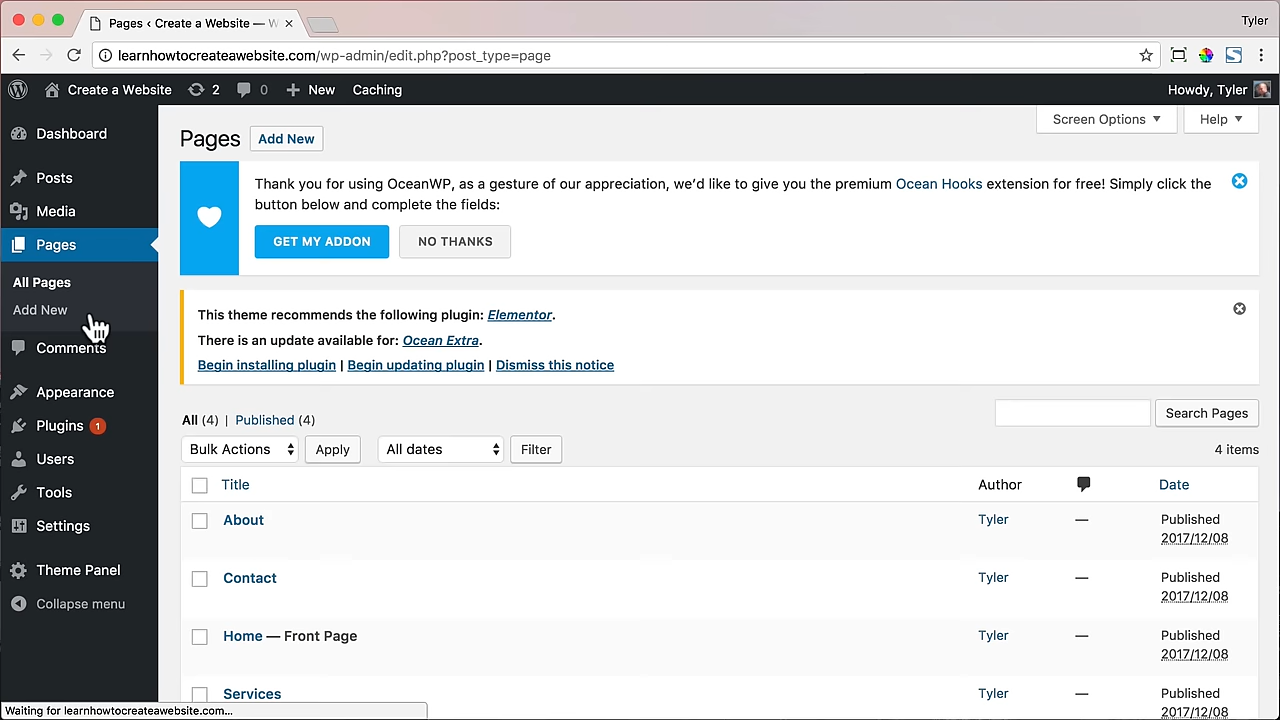 Pages ‹ Create a Website —
Tyler
learnhowtocreateawebsite.com/wp-admin/edit.php?post_type=page
Create a Website 2 0 New Caching Howdy, Tyler
Dashboard
Posts
Media
Pages
All Pages
Add New
Comments
Appearance
Plugins 1
Users
Tools
Settings
Theme Panel
Collapse menu
Screen Options Help
Pages Add New
Thank you for using OceanWP, as a gesture of our appreciation, we'd like to give you the premium Ocean Hooks extension for free! Simply click the
button below and complete the fields:
GET MY ADDON NO THANKS
This theme recommends the following plugin: Elementor.
There is an update available for: Ocean Extra.
Begin installing plugin | Begin updating plugin | Dismiss this notice
All (4) | Published (4)
Search Pages
Bulk Actions Apply All dates Filter
4 items
Title Author Date
About Tyler — Published
2017/12/08
Contact Tyler — Published
2017/12/08
Home — Front Page Tyler — Published
2017/12/08
Services Tyler — Published
2017/12/08
Waiting for learnhowtocreateawebsite.com...